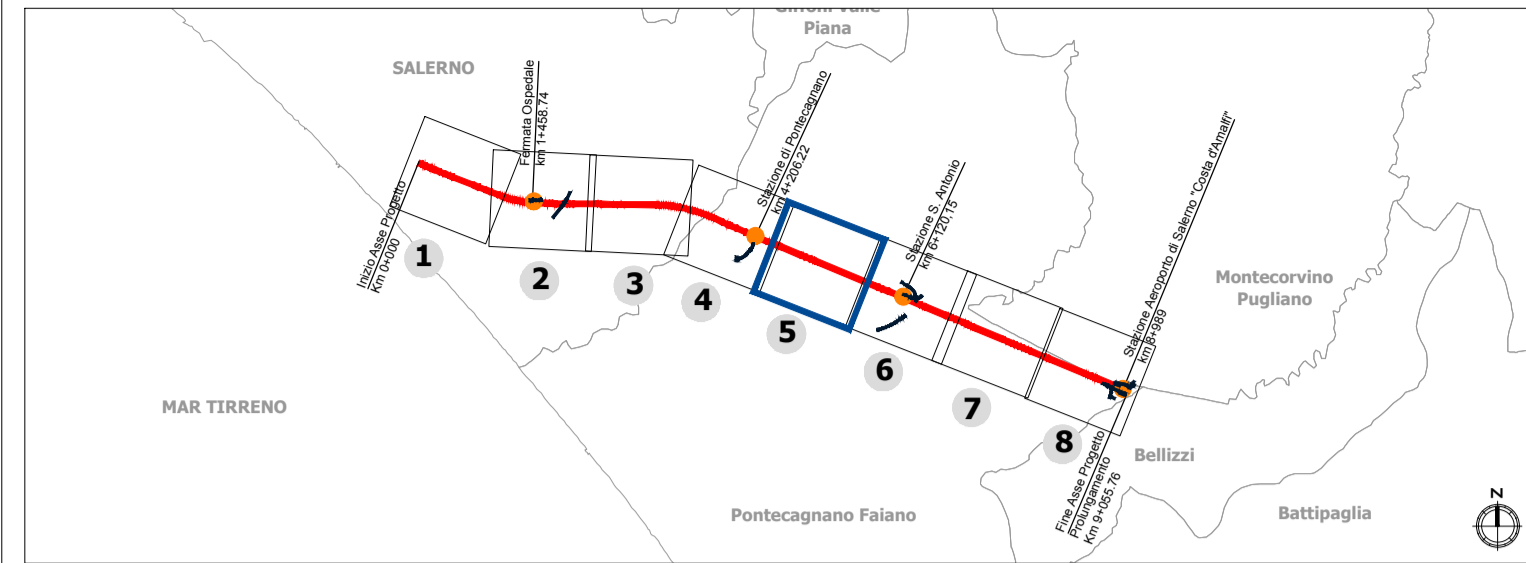 Giffoni Valle
Piana
SALERNO
Fermata Ospedale
km 1+458.74
Stazione di Pontecagnano
km 4+206.22
Stazione S. Antonio
km 6+120,15
Stazione Aeroporto di Salerno "Costa d'Amalfi"
km 8+989
Inizio Asse Progetto
Km 0+000
Montecorvino
Pugliano
1
2
3
4
5
6
7
8
MAR TIRRENO
Fine Asse Progetto
Prolungamento
Km 9+055.76
Bellizzi
Pontecagnano Faiano
Battipaglia
N